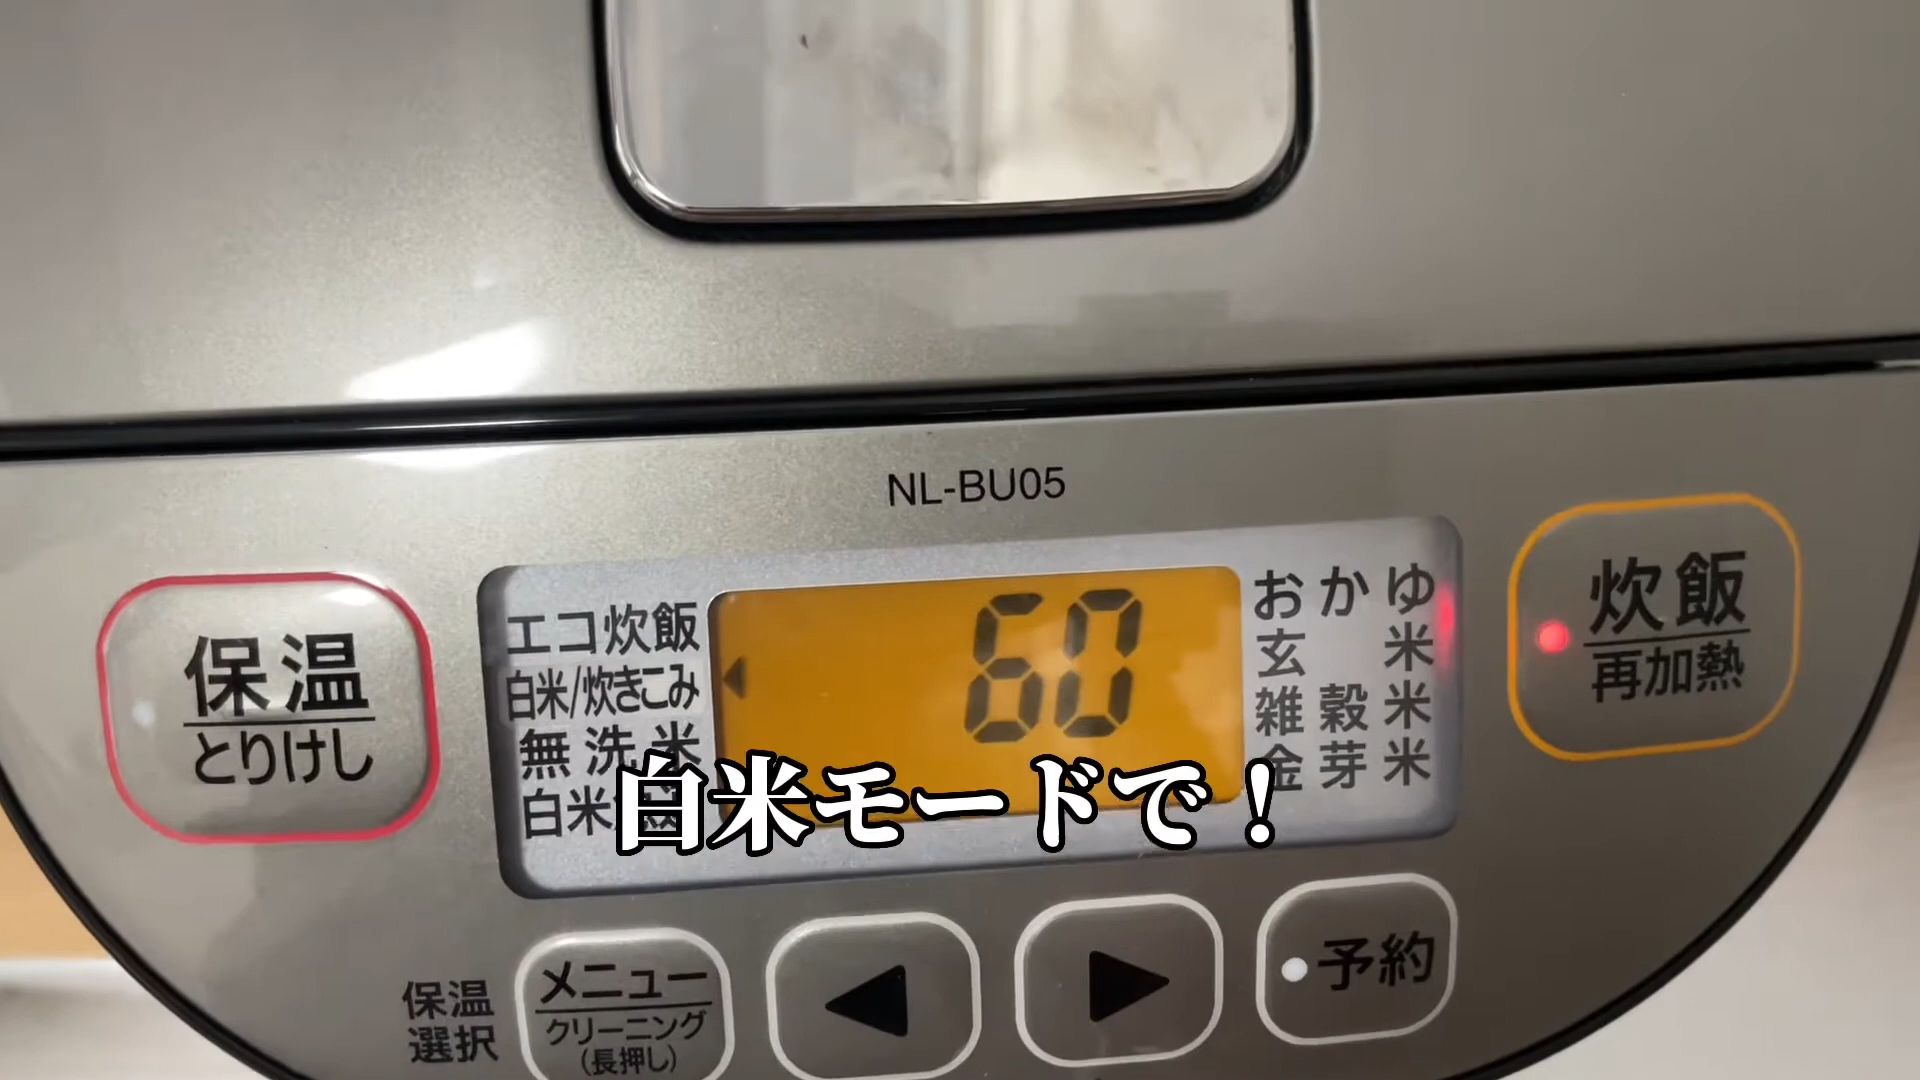 NL-BU05
保温
とりけし
エコ炊飯
白米/炊きこみ
無洗米
白米
60
おかゆ
玄米
雑穀米
金芽米
炊飯
再加熱
白米モードで!
保温
選択
メニュー
クリーニング
(長押し)
予約